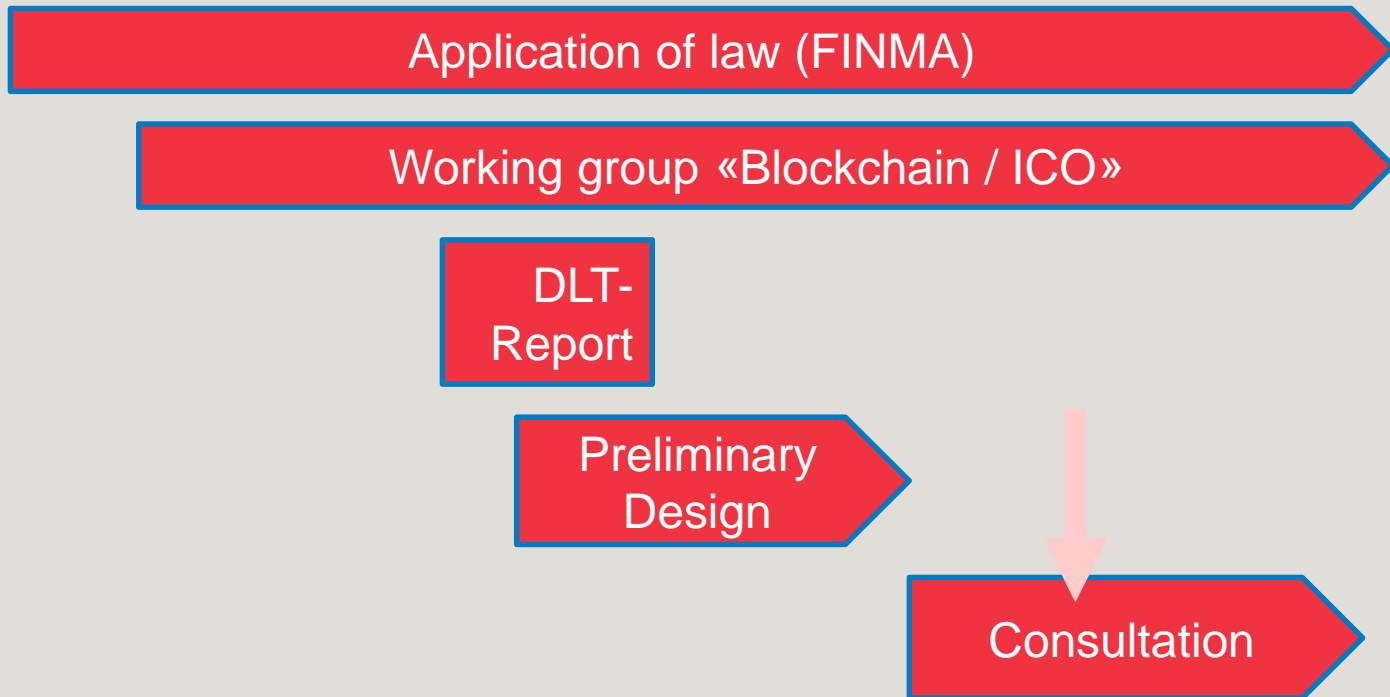 Application of law (FINMA)
Working group «Blockchain / ICO»
DLT-
Report
Preliminary
Design
Consultation